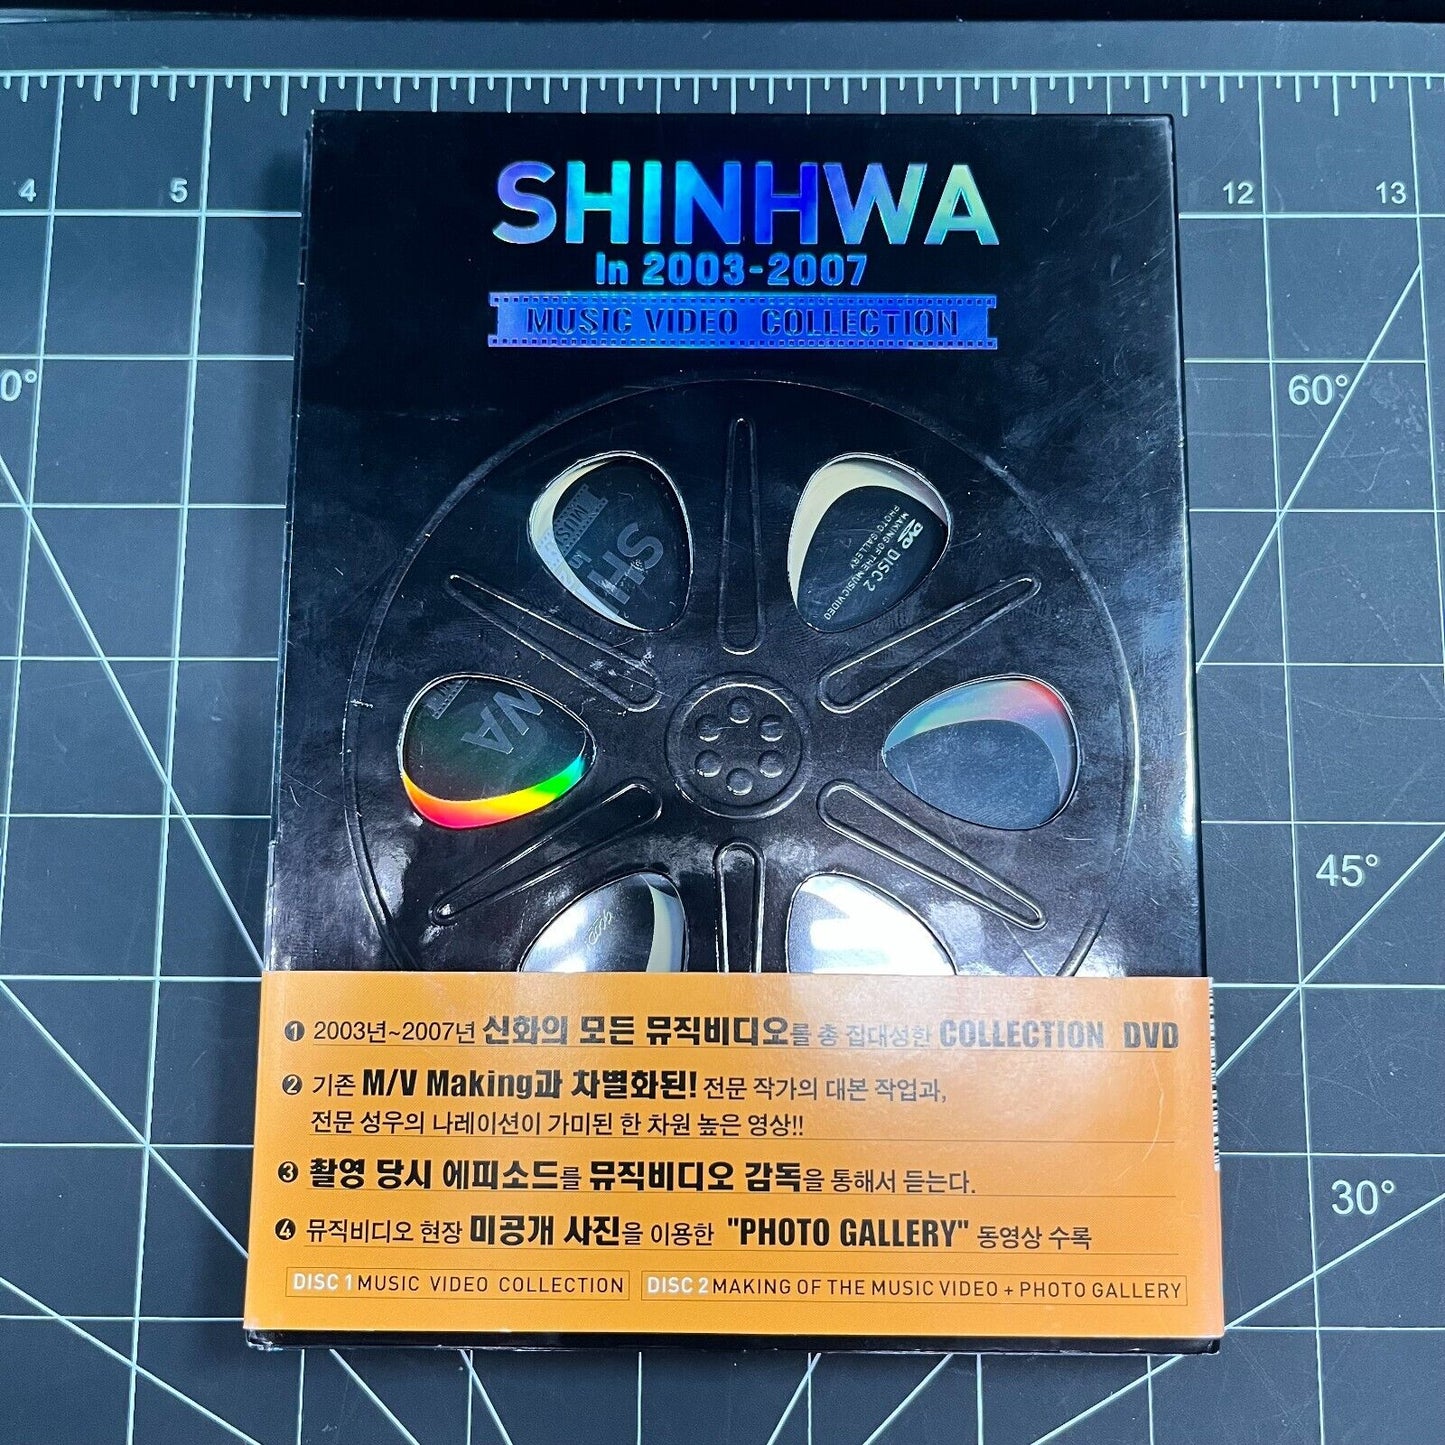 4
5
12
13
0°
60°
45°
30°
SHINHWA
In 2003-2007
MUSIC VIDEO COLLECTION
SHI
In
MUSI
DVD DISC 2
MAKING OF THE MUSIC VIDEO
PHOTO GALLERY
WA
❶ 2003년~2007년 신화의 모든 뮤직비디오를 총 집대성한 COLLECTION DVD
❷ 기존 M/V Making과 차별화된! 전문 작가의 대본 작업과,
전문 성우의 나레이션이 가미된 한 차원 높은 영상!!
❸ 촬영 당시 에피소드를 뮤직비디오 감독을 통해서 듣는다.
❹ 뮤직비디오 현장 미공개 사진을 이용한 "PHOTO GALLERY" 동영상 수록
DISC 1 MUSIC VIDEO COLLECTION
DISC 2 MAKING OF THE MUSIC VIDEO + PHOTO GALLERY